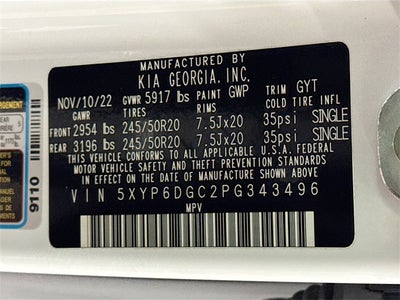 MANUFACTURED BY
KIA GEORGIA, INC.
NOV/10/22 GVWR 5917 lbs PAINT GWP TRIM GYT
GAWR TIRES RIMS COLD TIRE INFL
FRONT 2954 lbs 245/50R20 7.5Jx20 35psi SINGLE
REAR 3196 lbs 245/50R20 7.5Jx20 35psi SINGLE
THIS VEHICLE CONFORMS TO ALL APPLICABLE U.S.A. FEDERAL
MOTOR VEHICLE SAFETY AND BUMPER STANDARDS
IN EFFECT ON THE DATE OF MANUFACTURE SHOWN ABOVE.
VIN 5XYP6DGC2PG343496
MPV
9110